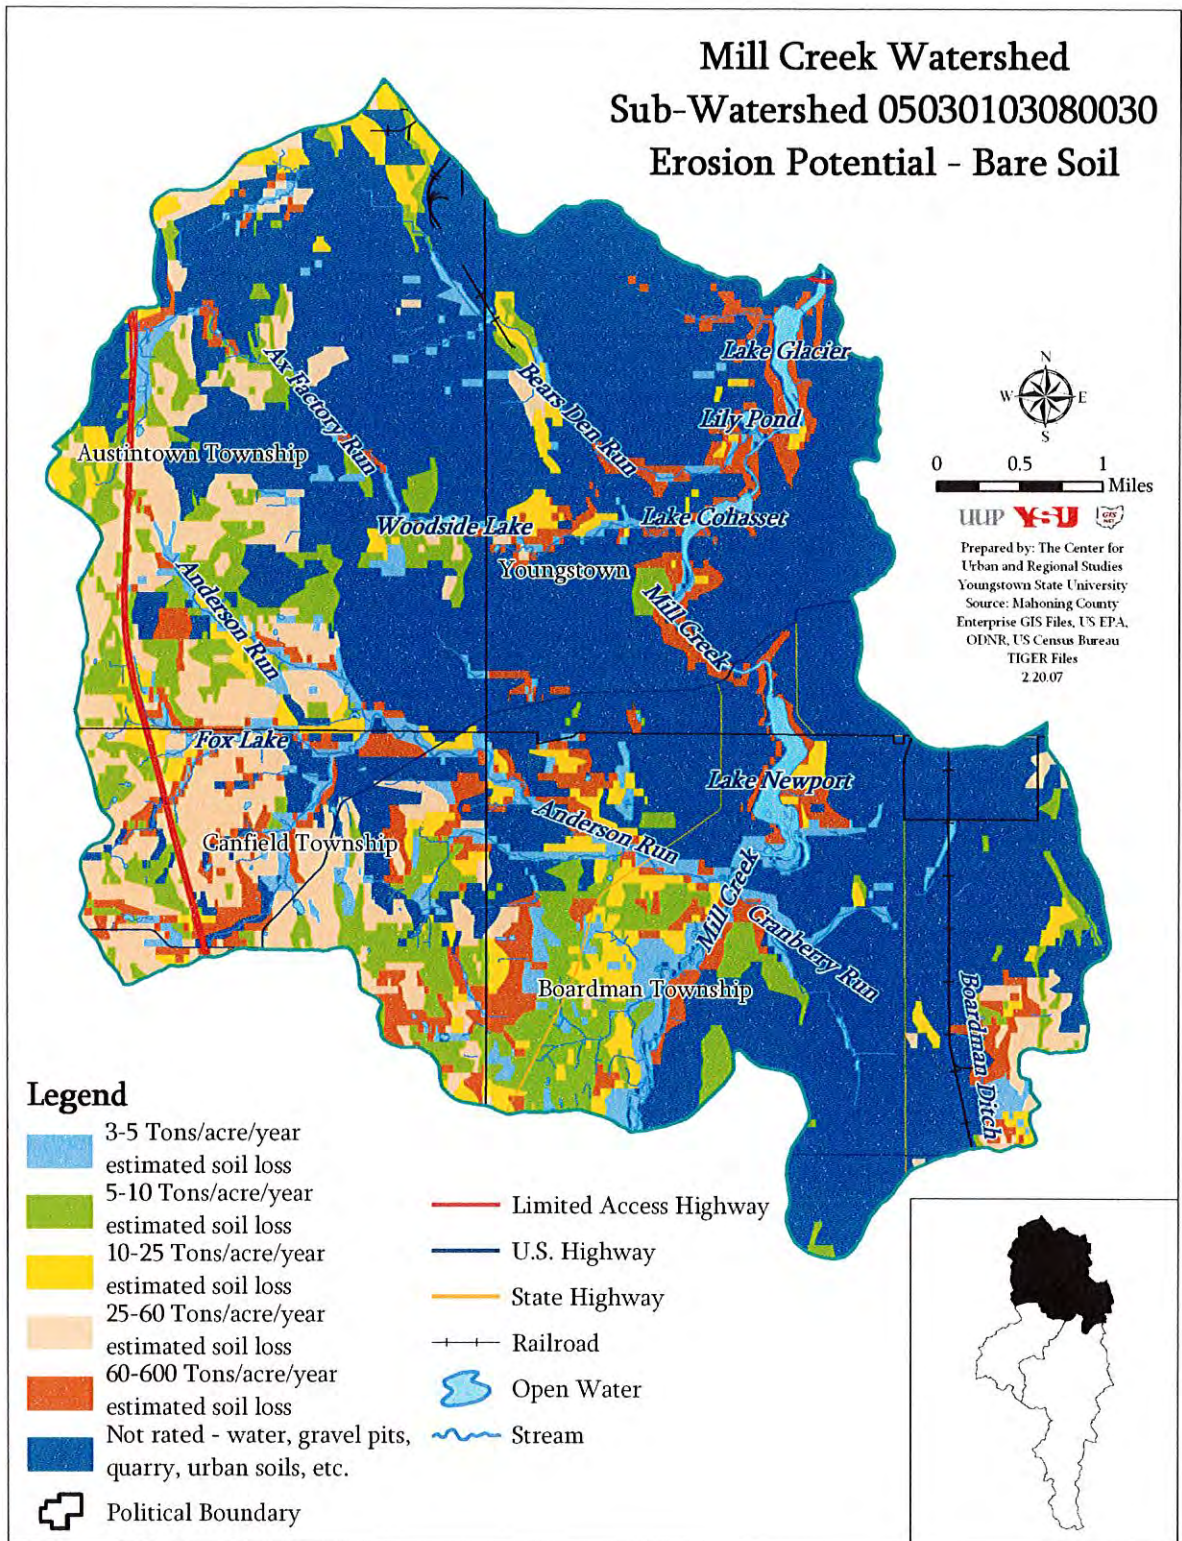 Mill Creek Watershed
Sub-Watershed 05030103080030
Erosion Potential - Bare Soil
N
W
E
S
0 0.5 1
Miles
UUP YSU GIS
Prepared by: The Center for
Urban and Regional Studies
Youngstown State University
Source: Mahoning County
Enterprise GIS Files, US EPA,
ODNR, US Census Bureau
TIGER Files
2.20.07
Lake Glacier
Ax Factory Run
Bears Den Run
Lily Pond
Austintown Township
Woodside Lake
Lake Cohasset
Youngstown
Anderson Run
Mill Creek
Fox Lake
Lake Newport
Anderson Run
Canfield Township
Mill Creek
Cranberry Run
Boardman Township
Boardman Ditch
Legend
3-5 Tons/acre/year
estimated soil loss
5-10 Tons/acre/year
estimated soil loss
10-25 Tons/acre/year
estimated soil loss
25-60 Tons/acre/year
estimated soil loss
60-600 Tons/acre/year
estimated soil loss
Not rated - water, gravel pits,
quarry, urban soils, etc.
Political Boundary
Limited Access Highway
U.S. Highway
State Highway
Railroad
Open Water
Stream